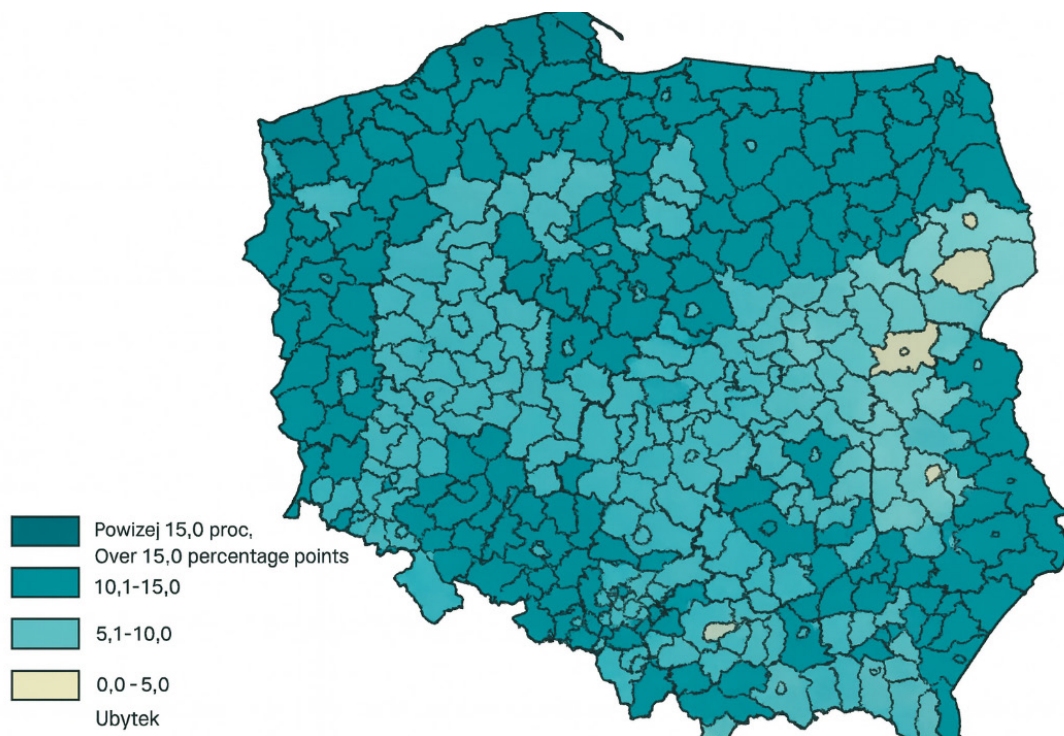 Powizej 15,0 proc,
Over 15,0 percentage points
10,1-15,0
5,1-10,0
0,0-5,0
Ubytek